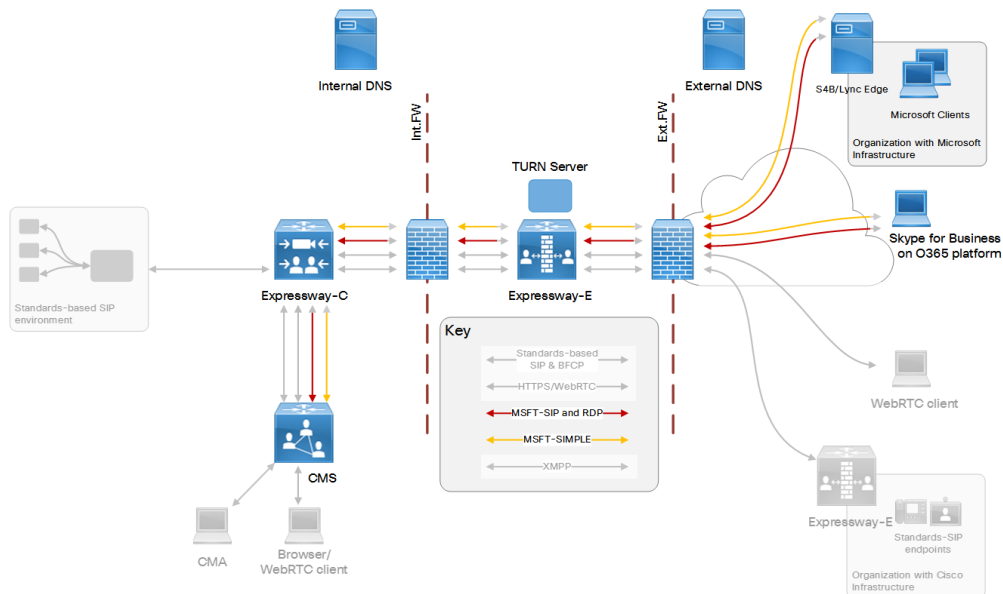 Internal DNS
External DNS
S4B/Lync Edge
Microsoft Clients
Organization with Microsoft
Infrastructure
Int.FW
Ext.FW
TURN Server
Skype for Business
on O365 platform
Expressway-C
Expressway-E
Standards-based SIP
environment
Key
Standards-based
SIP & BFCP
HTTPS/WebRTC
MSFT-SIP and RDP
MSFT-SIMPLE
XMPP
WebRTC client
CMS
CMA
Browser/
WebRTC client
Expressway-E
Standards-SIP
endpoints
Organization with Cisco
Infrastructure